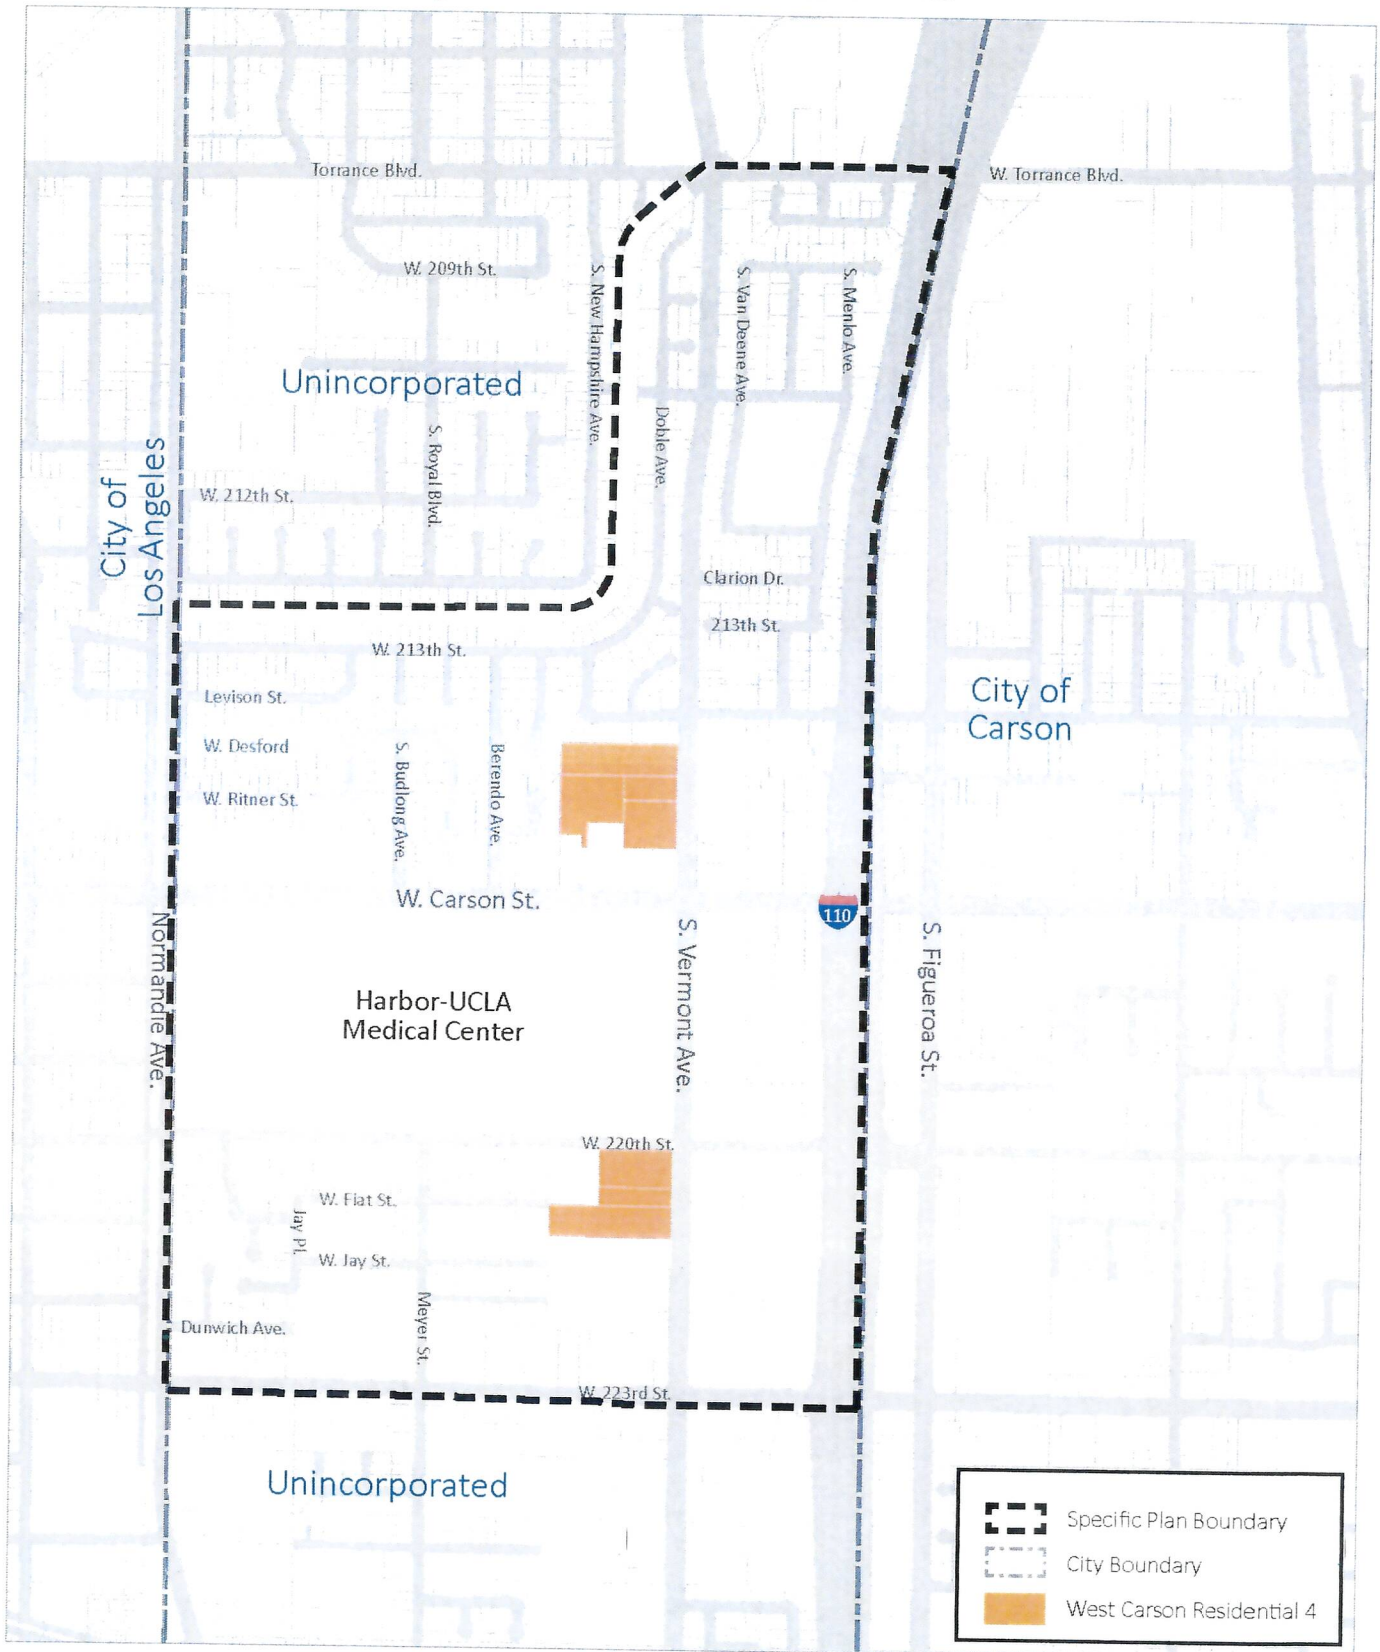 Torrance Blvd.
W. Torrance Blvd.
W. 209th St.
S. New Hampshire Ave.
S. Van Deene Ave.
S. Menlo Ave.
Unincorporated
Doble Ave.
S. Royal Blvd.
City of
Los Angeles
W. 212th St.
Clarion Dr.
213th St.
W. 213th St.
Levison St.
City of
Carson
W. Desford
W. Ritner St.
S. Budlong Ave.
Berendo Ave.
W. Carson St.
110
Normandie Ave.
S. Vermont Ave.
S. Figueroa St.
Harbor-UCLA
Medical Center
W. 220th St.
W. Fiat St.
Jay Pl.
W. Jay St.
Meyer St.
Dunwich Ave.
W. 223rd St.
Unincorporated
Specific Plan Boundary
City Boundary
West Carson Residential 4